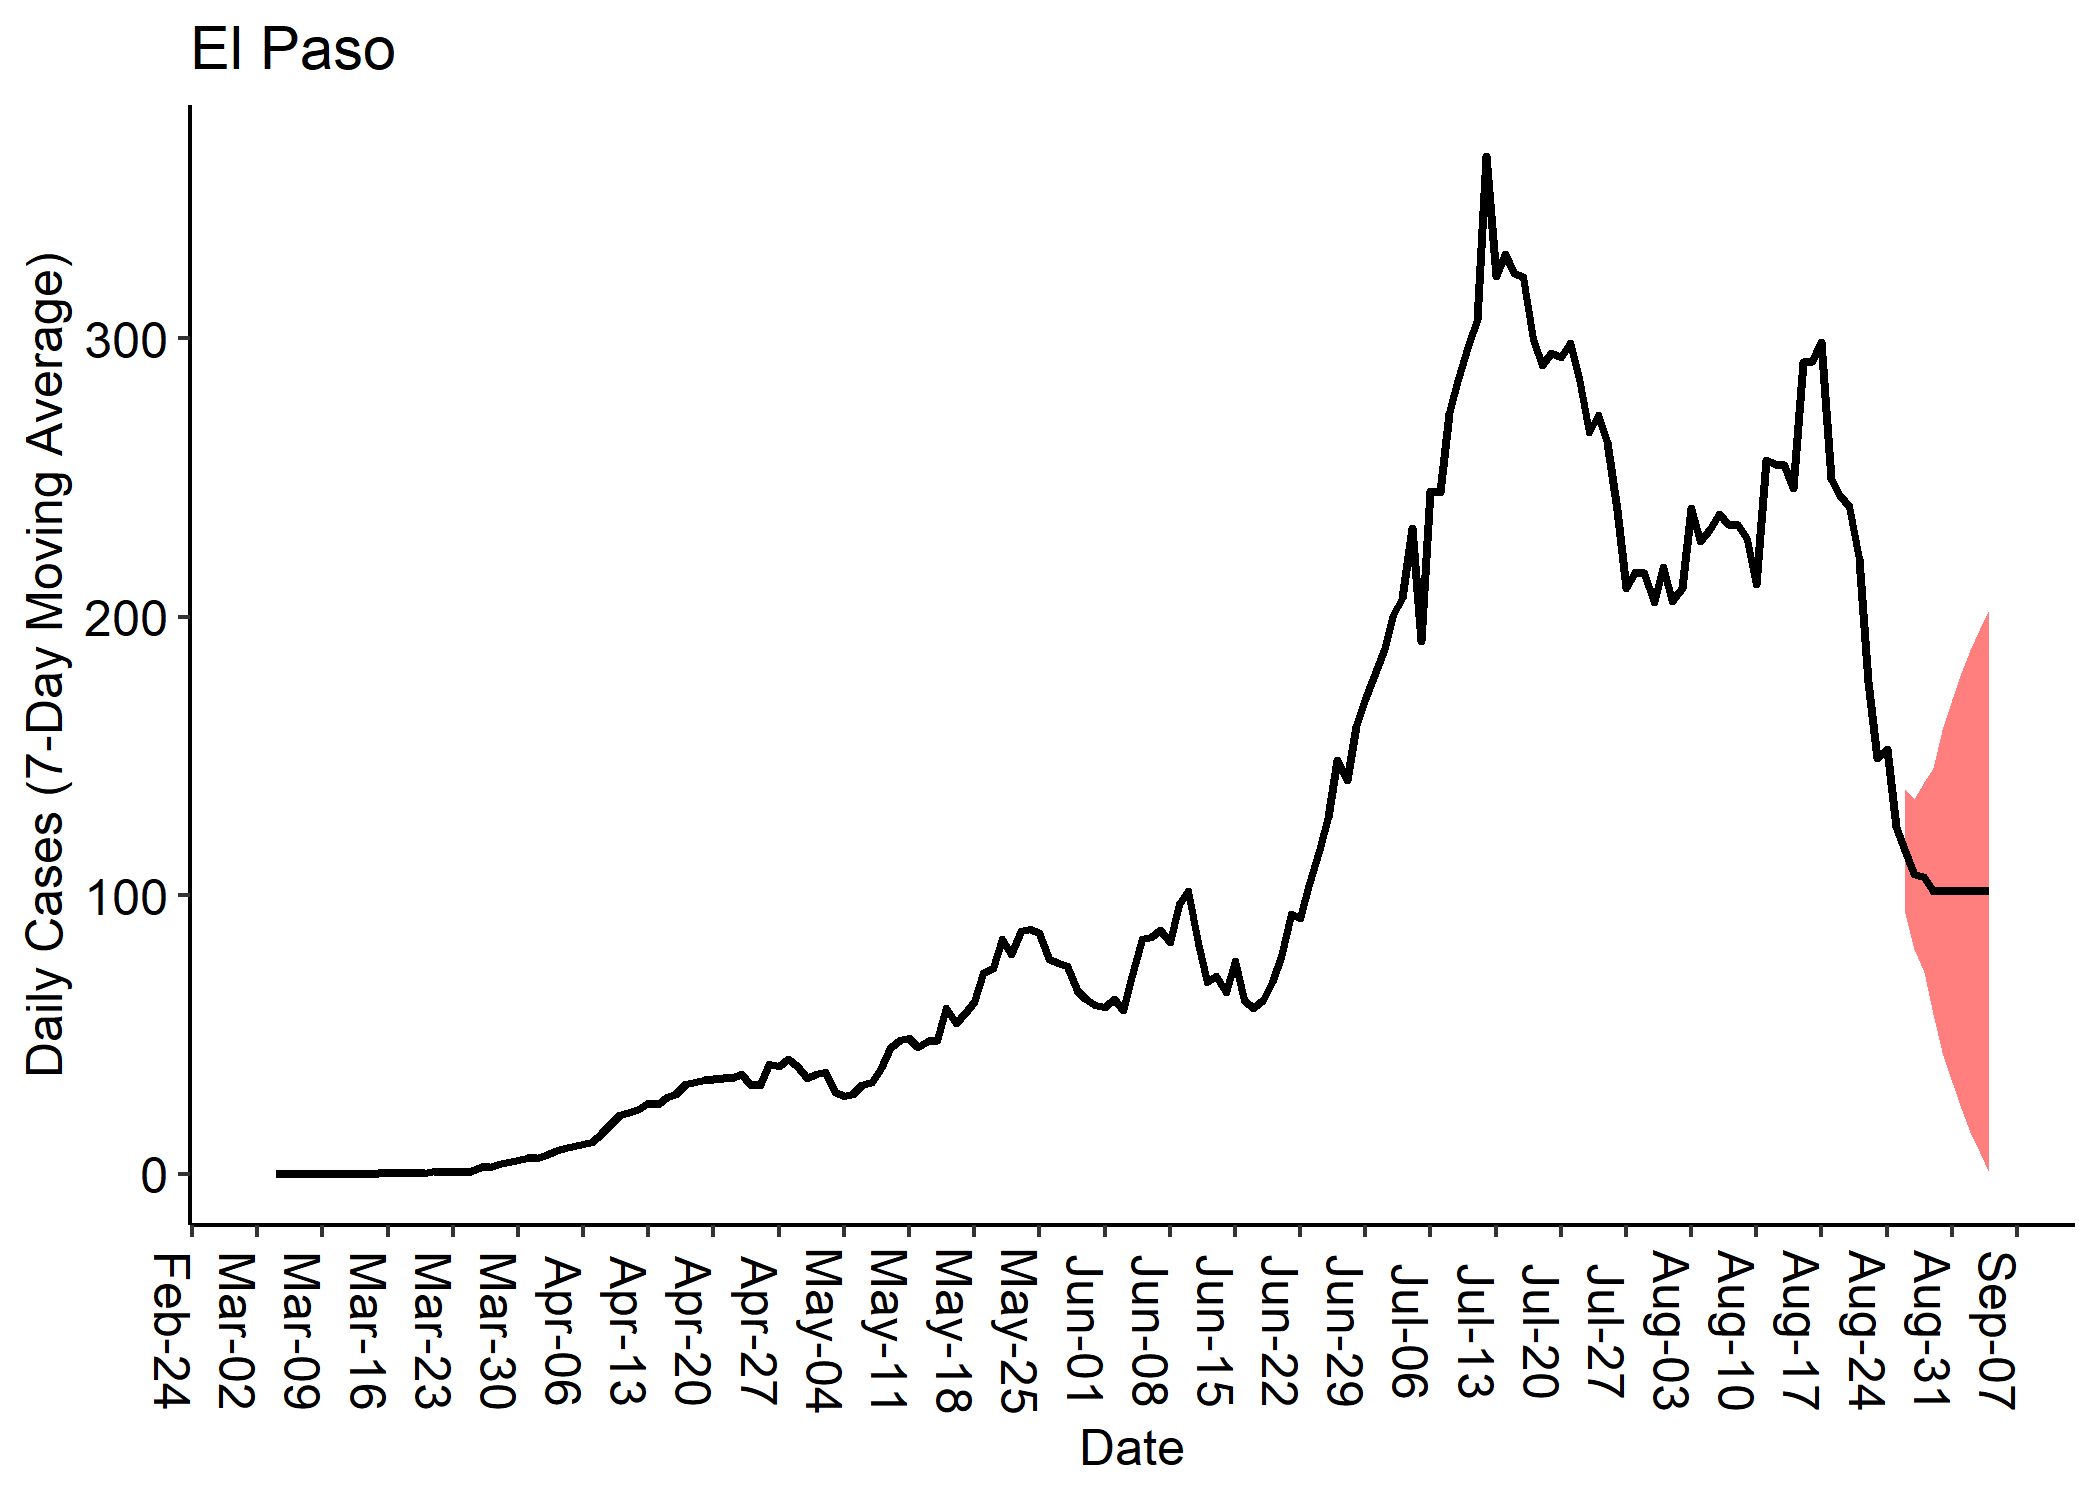 El Paso
Daily Cases (7-Day Moving Average)
300
200
100
0
Feb-24
Mar-02
Mar-09
Mar-16
Mar-23
Mar-30
Apr-06
Apr-13
Apr-20
Apr-27
May-04
May-11
May-18
May-25
Jun-01
Jun-08
Jun-15
Jun-22
Jun-29
Jul-06
Jul-13
Jul-20
Jul-27
Aug-03
Aug-10
Aug-17
Aug-24
Aug-31
Sep-07
Date